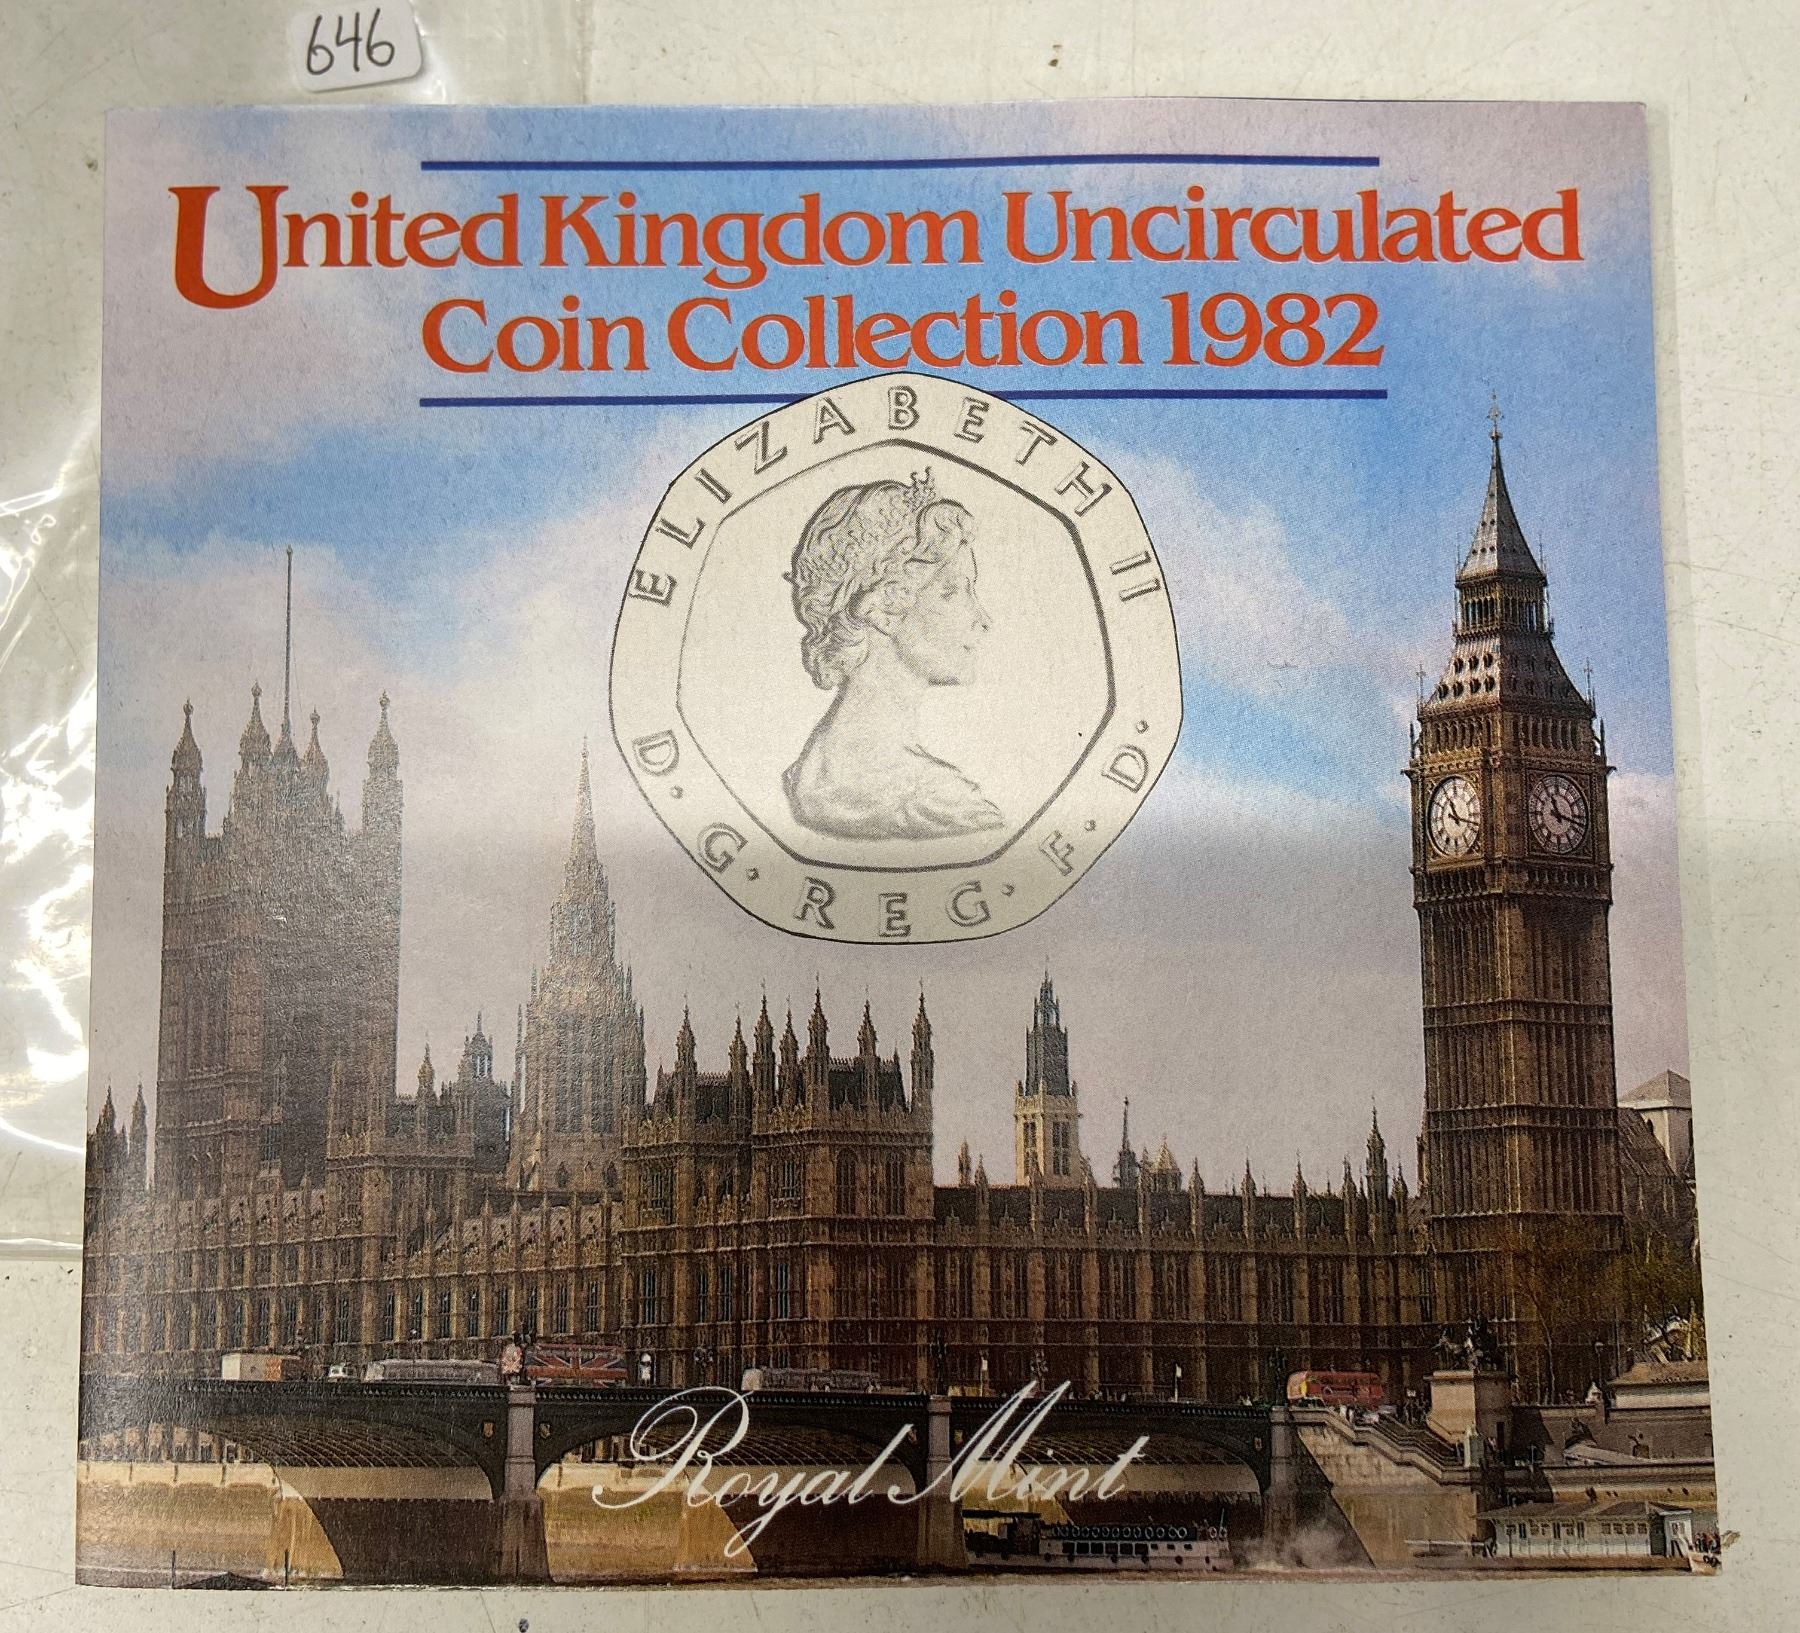 646
United Kingdom Uncirculated
Coin Collection 1982
ELIZABETH II
D·G·REG·F·D·
Royal Mint